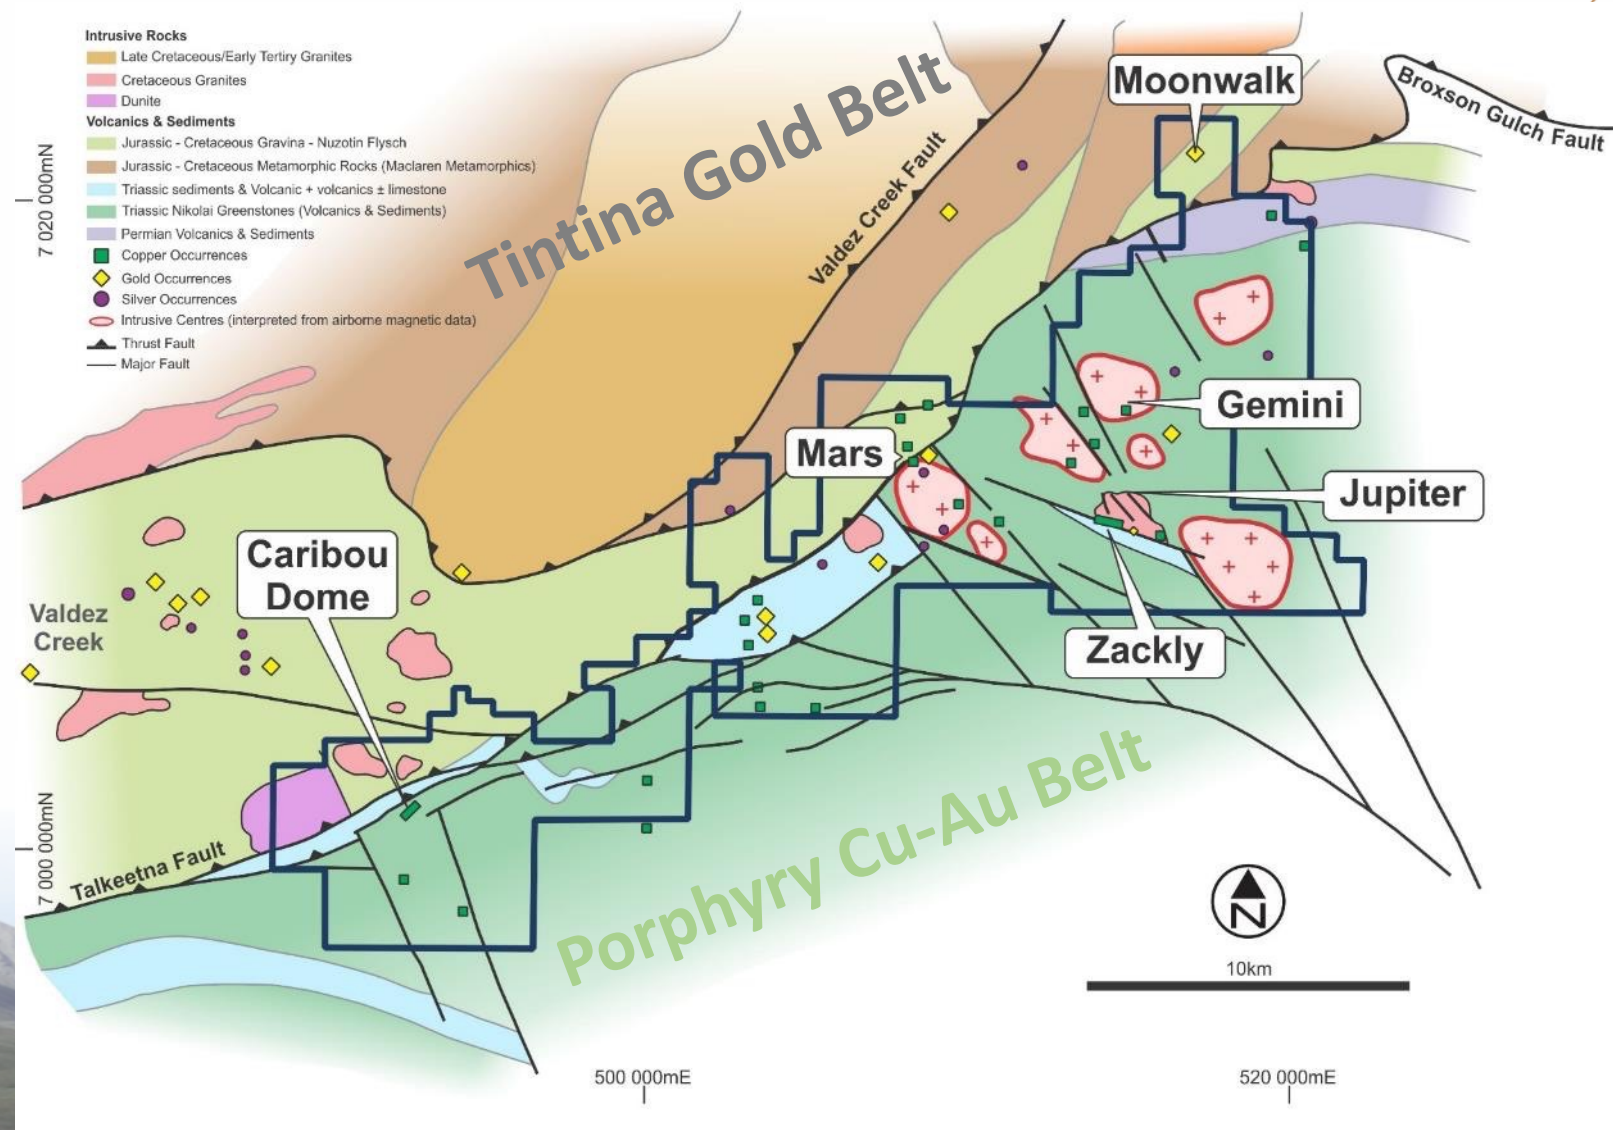 Intrusive Rocks
Late Cretaceous/Early Tertiry Granites
Cretaceous Granites
Dunite
Volcanics & Sediments
Jurassic - Cretaceous Gravina - Nuzotin Flysch
Jurassic - Cretaceous Metamorphic Rocks (Maclaren Metamorphics)
Triassic sediments & Volcanic + volcanics ± limestone
Triassic Nikolai Greenstones (Volcanics & Sediments)
Permian Volcanics & Sediments
Copper Occurrences
Gold Occurrences
Silver Occurrences
Intrusive Centres (interpreted from airborne magnetic data)
Thrust Fault
Major Fault
7 020 000mN
Tintina Gold Belt
Valdez Creek Fault
Moonwalk
Broxson Gulch Fault
Gemini
Mars
Jupiter
Caribou
Dome
Valdez
Creek
Zackly
7 000 000mN
Talkeetna Fault
Porphyry Cu-Au Belt
N
10km
500 000mE
520 000mE